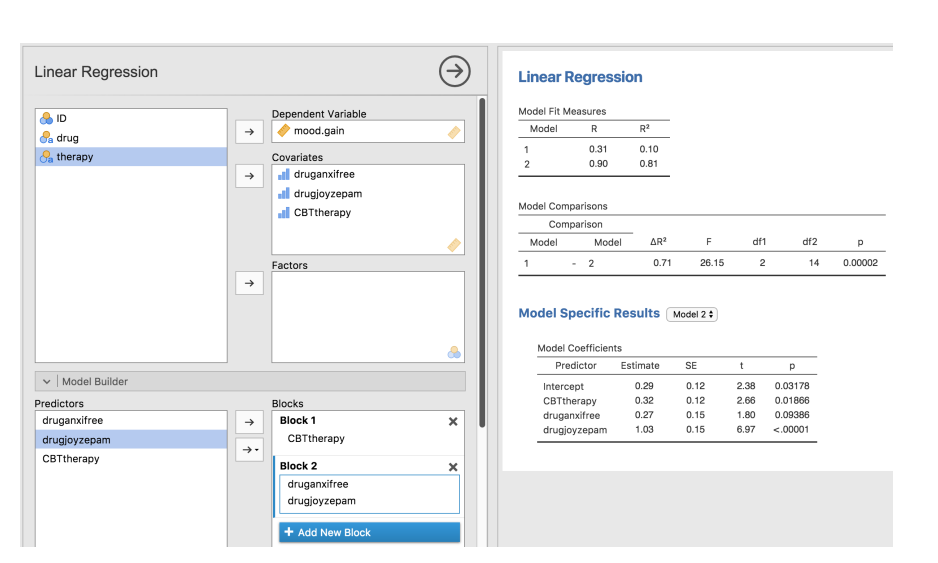 Linear Regression
ID
drug
therapy
Dependent Variable
mood.gain
Covariates
druganxifree
drugjoyzepam
CBTtherapy
Factors
Model Builder
Predictors
druganxifree
drugjoyzepam
CBTtherapy
Blocks
Block 1
CBTtherapy
Block 2
druganxifree
drugjoyzepam
+ Add New Block
Linear Regression
Model Fit Measures
Model R R²
1 0.31 0.10
2 0.90 0.81
Model Comparisons
Comparison
Model Model ΔR² F df1 df2 p
1 - 2 0.71 26.15 2 14 0.00002
Model Specific Results Model 2
Model Coefficients
Predictor Estimate SE t p
Intercept 0.29 0.12 2.38 0.03178
CBTtherapy 0.32 0.12 2.66 0.01866
druganxifree 0.27 0.15 1.80 0.09386
drugjoyzepam 1.03 0.15 6.97 <.00001